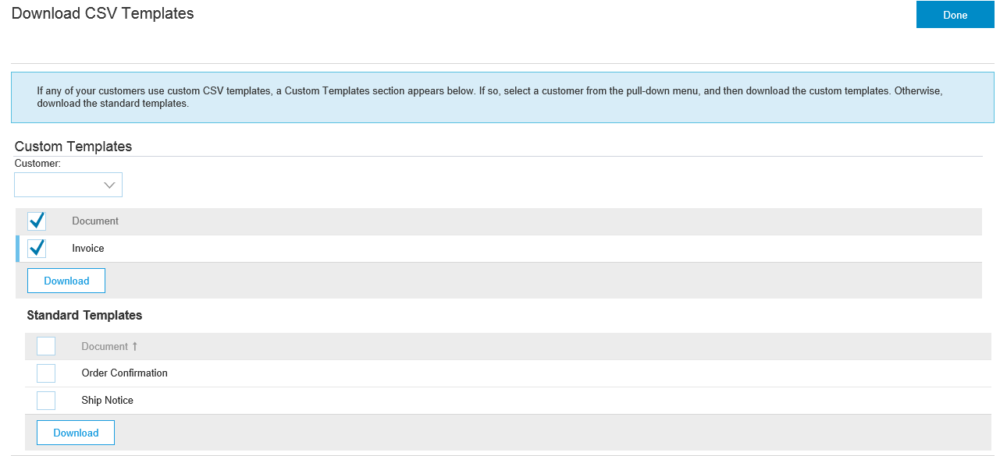 Download CSV Templates
Done
If any of your customers use custom CSV templates, a Custom Templates section appears below. If so, select a customer from the pull-down menu, and then download the custom templates. Otherwise,
download the standard templates.
Custom Templates
Customer:
Document
Invoice
Download
Standard Templates
Document ↑
Order Confirmation
Ship Notice
Download